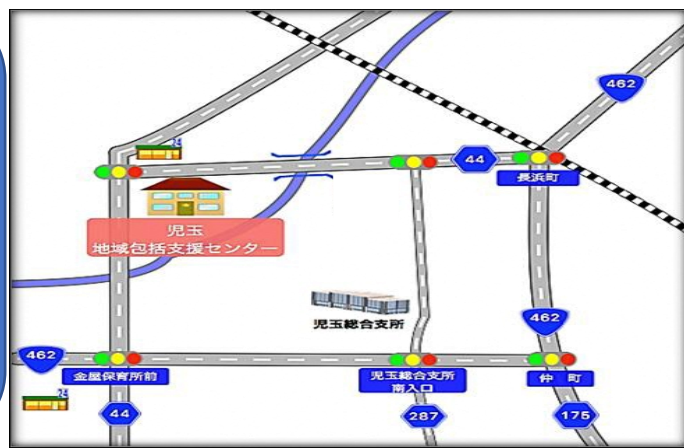 462
24
44
長浜町
児玉
地域包括支援センター
児玉総合支所
462
462
金屋保育所前
児玉総合支所
南入口
仲 町
24
44
287
175